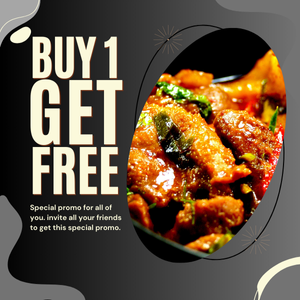 BUY 1
GET
FREE
Special promo for all of
you. invite all your friends
to get this special promo.